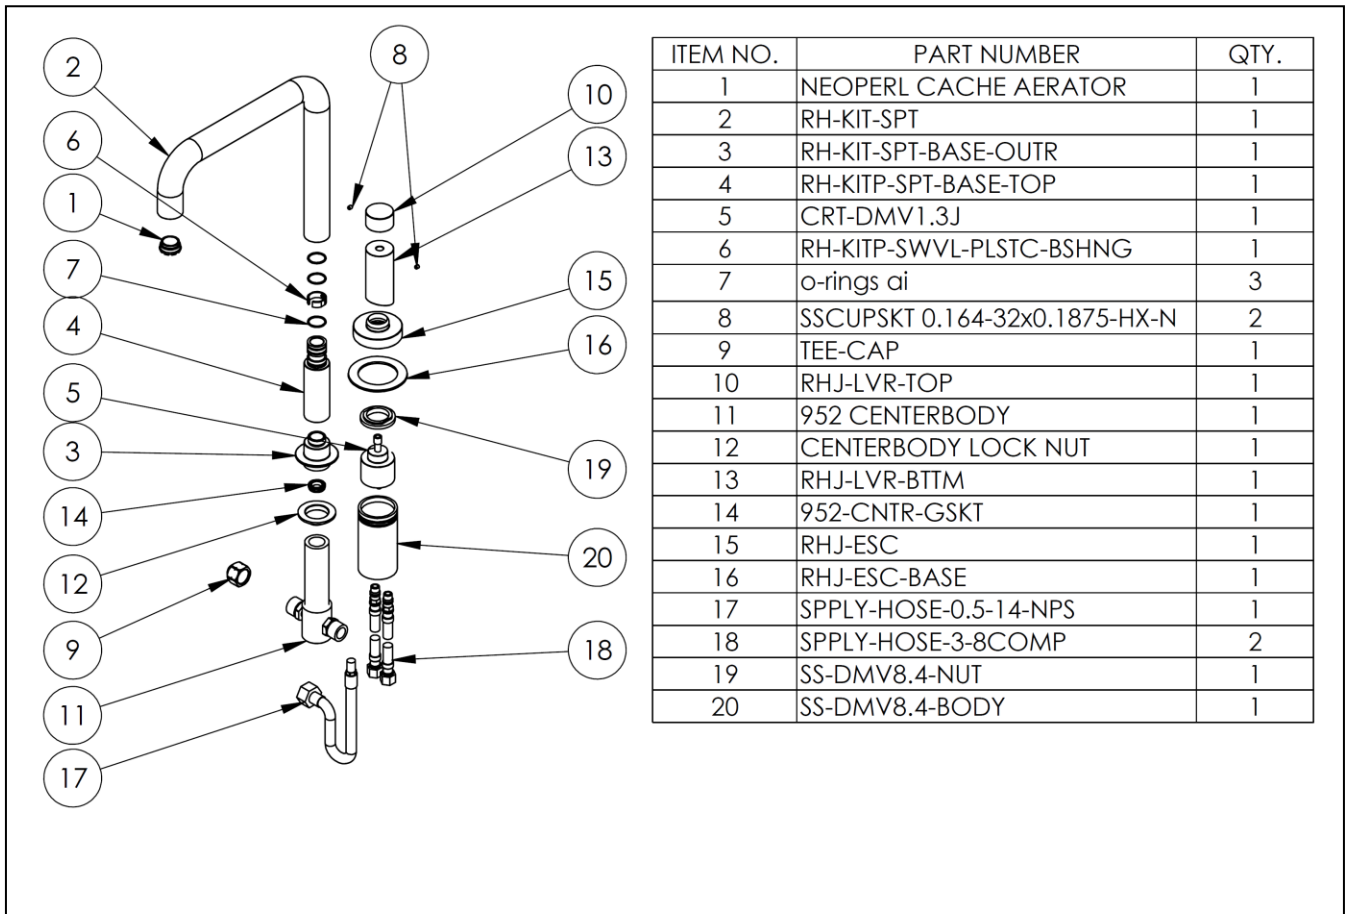 2
6
1
7
4
5
3
14
12
9
11
17
8
10
13
15
16
19
20
18
ITEM NO. PART NUMBER QTY.
1 NEOPERL CACHE AERATOR 1
2 RH-KIT-SPT 1
3 RH-KIT-SPT-BASE-OUTR 1
4 RH-KITP-SPT-BASE-TOP 1
5 CRT-DMV1.3J 1
6 RH-KITP-SWVL-PLSTC-BSHNG 1
7 o-rings ai 3
8 SSCUPSKT 0.164-32x0.1875-HX-N 2
9 TEE-CAP 1
10 RHJ-LVR-TOP 1
11 952 CENTERBODY 1
12 CENTERBODY LOCK NUT 1
13 RHJ-LVR-BTTM 1
14 952-CNTR-GSKT 1
15 RHJ-ESC 1
16 RHJ-ESC-BASE 1
17 SPPLY-HOSE-0.5-14-NPS 1
18 SPPLY-HOSE-3-8COMP 2
19 SS-DMV8.4-NUT 1
20 SS-DMV8.4-BODY 1